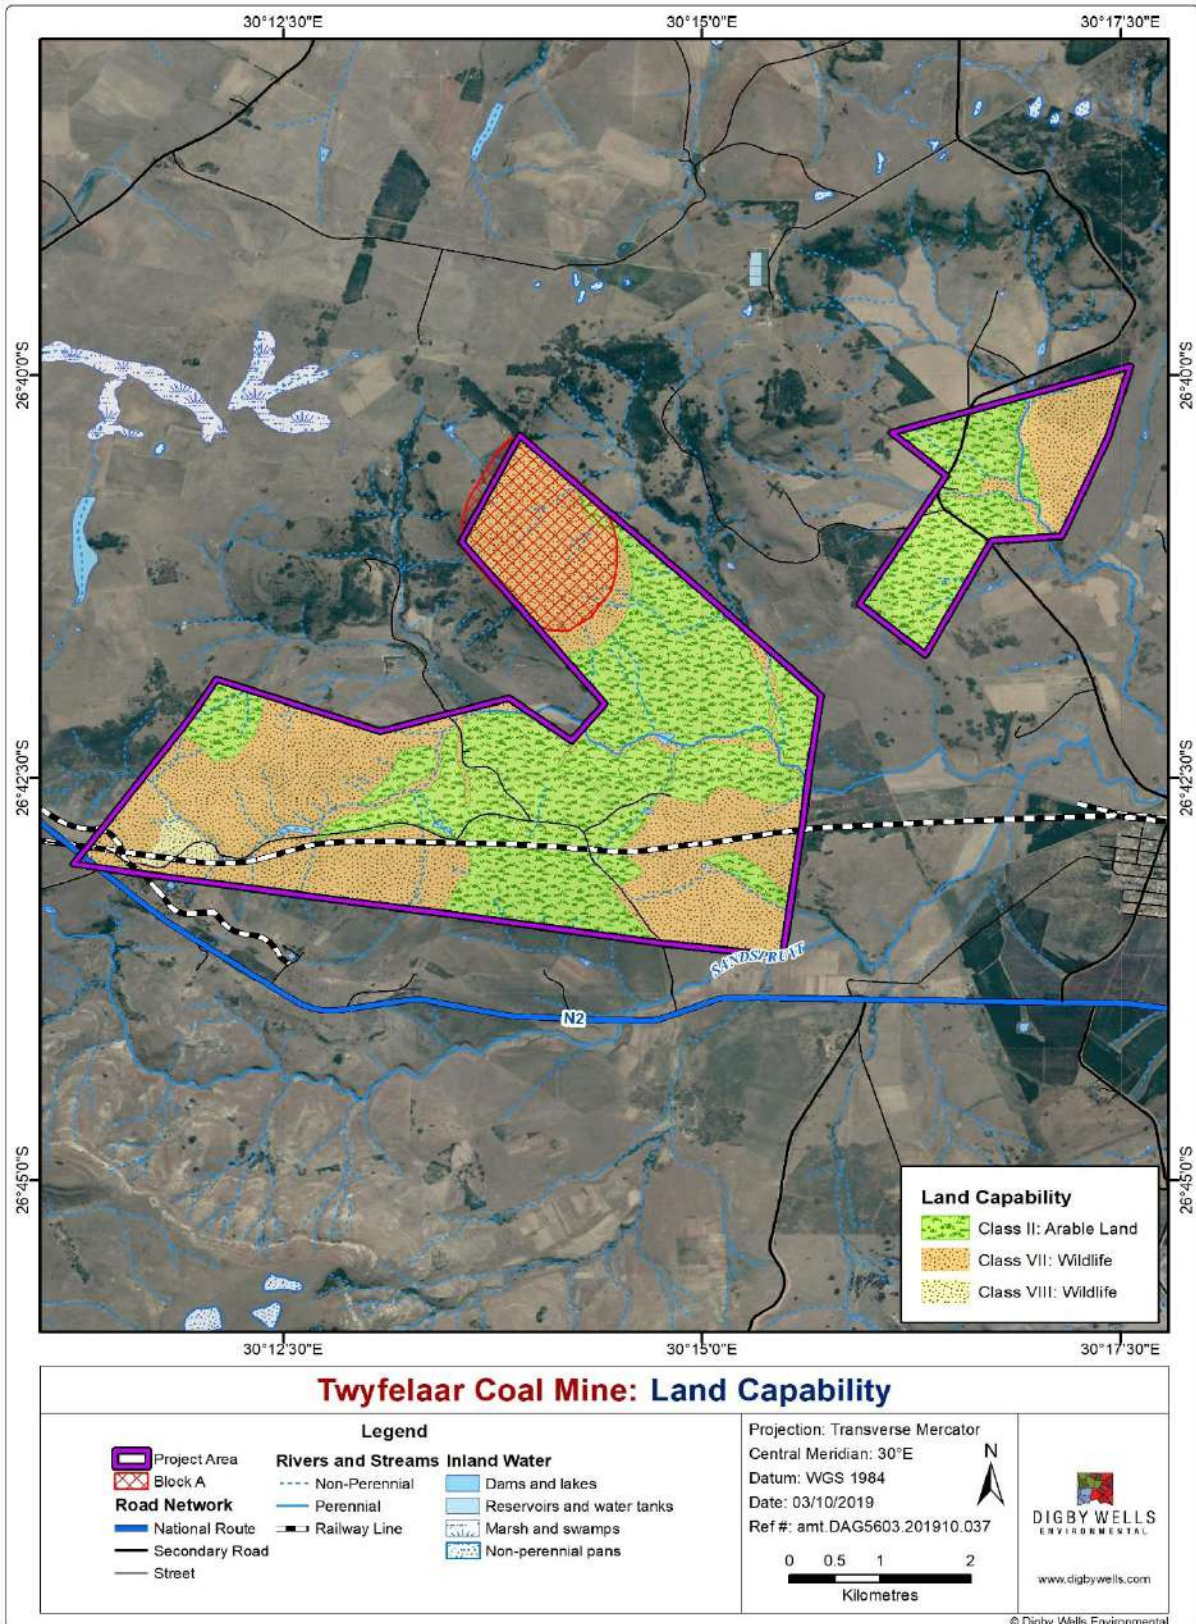 30°12'30"E
30°15'0"E
30°17'30"E
26°40'0"S
26°40'0"S
26°42'30"S
26°42'30"S
SANDSPRUIT
N2
26°45'0"S
26°45'0"S
Land Capability
Class II: Arable Land
Class VII: Wildlife
Class VIII: Wildlife
30°12'30"E
30°15'0"E
30°17'30"E
Twyfelaar Coal Mine: Land Capability
Legend
Project Area
Block A
Road Network
National Route
Secondary Road
Street
Rivers and Streams
Non-Perennial
Perennial
Railway Line
Inland Water
Dams and lakes
Reservoirs and water tanks
Marsh and swamps
Non-perennial pans
Projection: Transverse Mercator
Central Meridian: 30°E
Datum: WGS 1984
Date: 03/10/2019
Ref #: amt.DAG5603.201910.037
N
0 0.5 1 2
Kilometres
DIGBY WELLS
ENVIRONMENTAL
www.digbywells.com
© Digby Wells Environmental